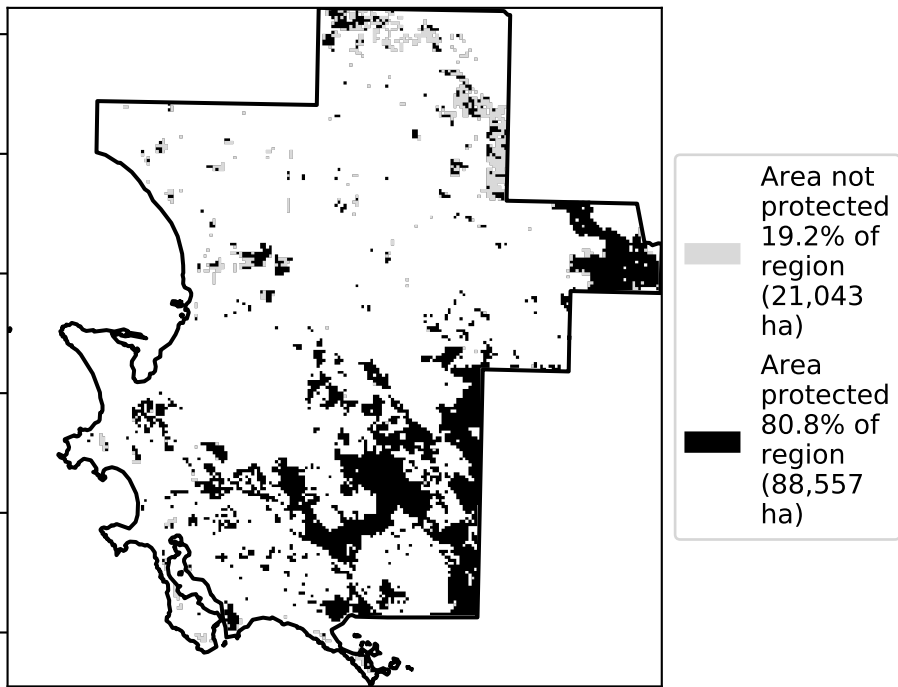 Area not
protected
19.2% of
region
(21,043
ha)
Area
protected
80.8% of
region
(88,557
ha)